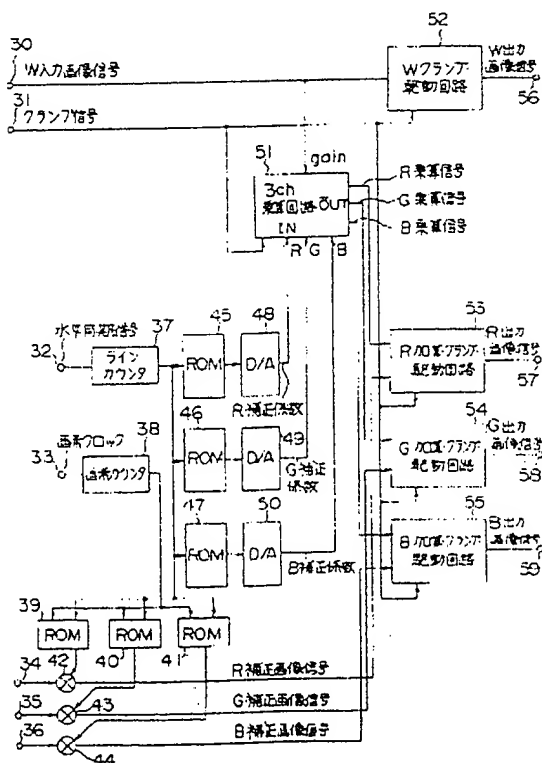 30
W入力画像信号
31
クランプ信号
52
Wクランプ
駆動回路
W出力
画像信号
56
51
gain
3ch
乗算回路 OUT
IN
R G B
R乗算信号
G乗算信号
B乗算信号
水平同期信号
32
37
ライン
カウンタ
45
ROM
48
D/A
R補正係数
53
R加算・クランプ
駆動回路
R出力
画像信号
57
画素クロック
33
38
画素カウンタ
46
ROM
49
D/A
G補正
係数
54
G加算・クランプ
駆動回路
G出力
画像信号
58
47
ROM
50
D/A
B補正係数
55
B加算・クランプ
駆動回路
B出力
画像信号
59
39
ROM
40
ROM
41
ROM
34
42
R補正画像信号
35
43
G補正画像信号
36
44
B補正画像信号